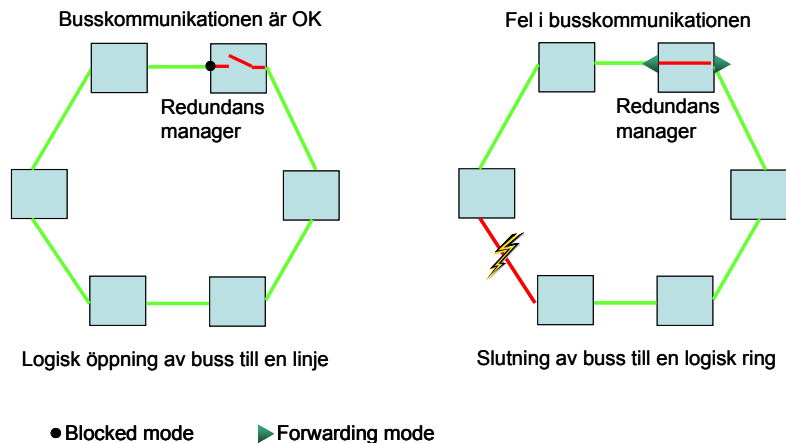 Busskommunikationen är OK
Redundans
manager
Logisk öppning av buss till en linje
Fel i busskommunikationen
Redundans
manager
Slutning av buss till en logisk ring
Blocked mode
Forwarding mode